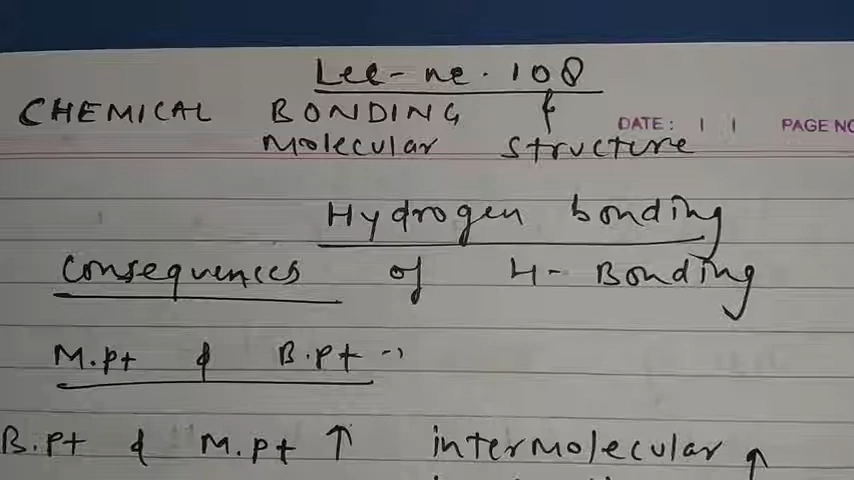 Lec-no. 108
CHEMICAL BONDING &
DATE: | | PAGE NO
Molecular Structure
Hydrogen bonding
Consequences of H-Bonding
M.pt & B.pt →
B.pt & M.pt ↑ intermolecular ↑